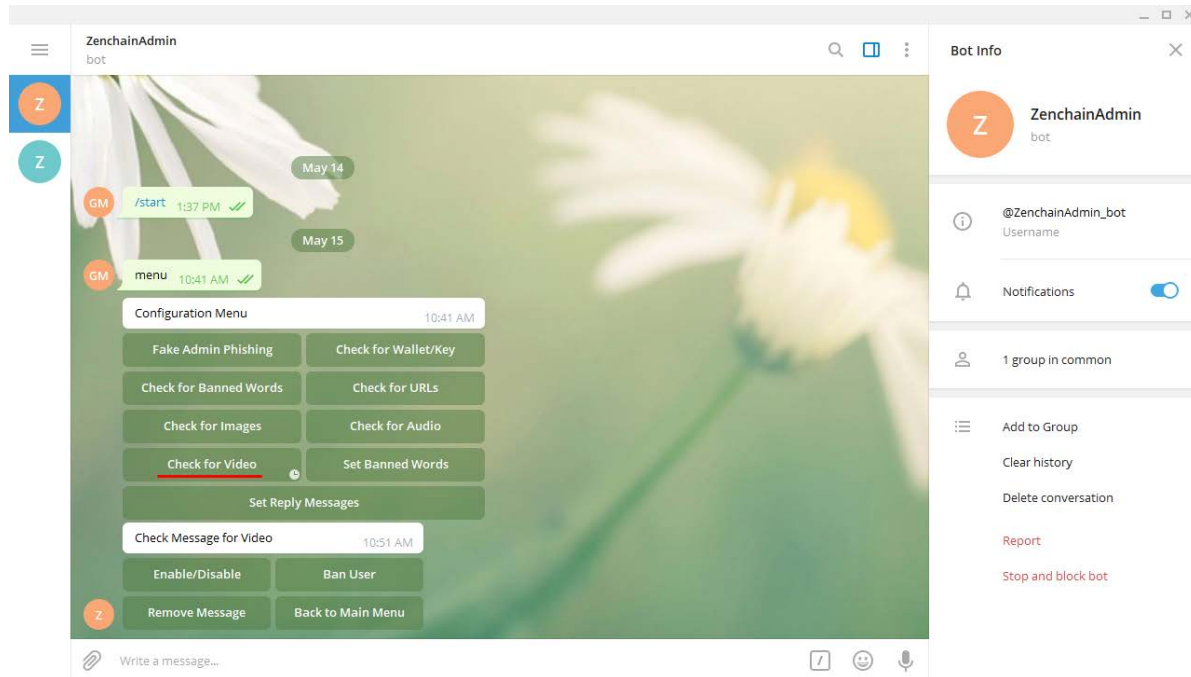 ZenchainAdmin
bot
May 14
GM
/start 1:37 PM
May 15
GM
menu 10:41 AM
Configuration Menu 10:41 AM
Fake Admin Phishing Check for Wallet/Key
Check for Banned Words Check for URLs
Check for Images Check for Audio
Check for Video Set Banned Words
Set Reply Messages
Check Message for Video 10:51 AM
Enable/Disable Ban User
Z Remove Message Back to Main Menu
Write a message...
Z
Z
Bot Info
Z
ZenchainAdmin
bot
@ZenchainAdmin_bot
Username
Notifications
1 group in common
Add to Group
Clear history
Delete conversation
Report
Stop and block bot